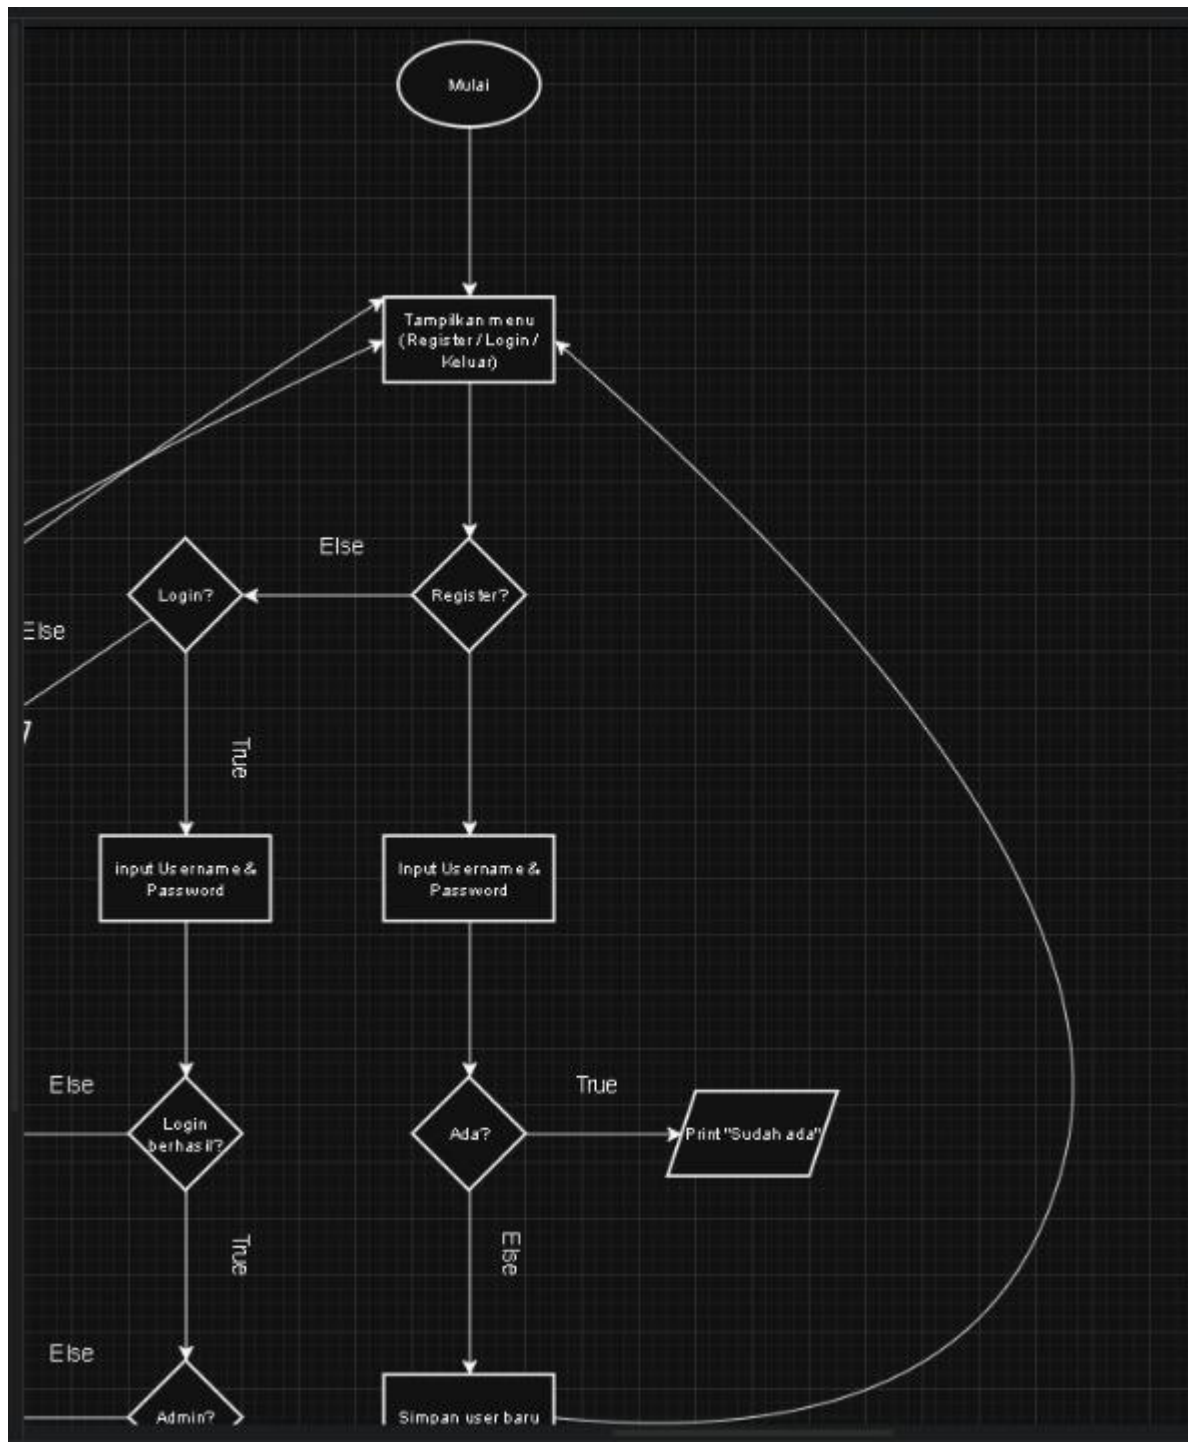 Mulai
Tampilkan menu
(Register / Login /
Keluar)
Else
Login?
Register?
Else
True
input Username &
Password
Input Username &
Password
Else
True
Login
berhasil?
Ada?
Print "Sudah ada"
True
Else
Else
Admin?
Simpan user baru